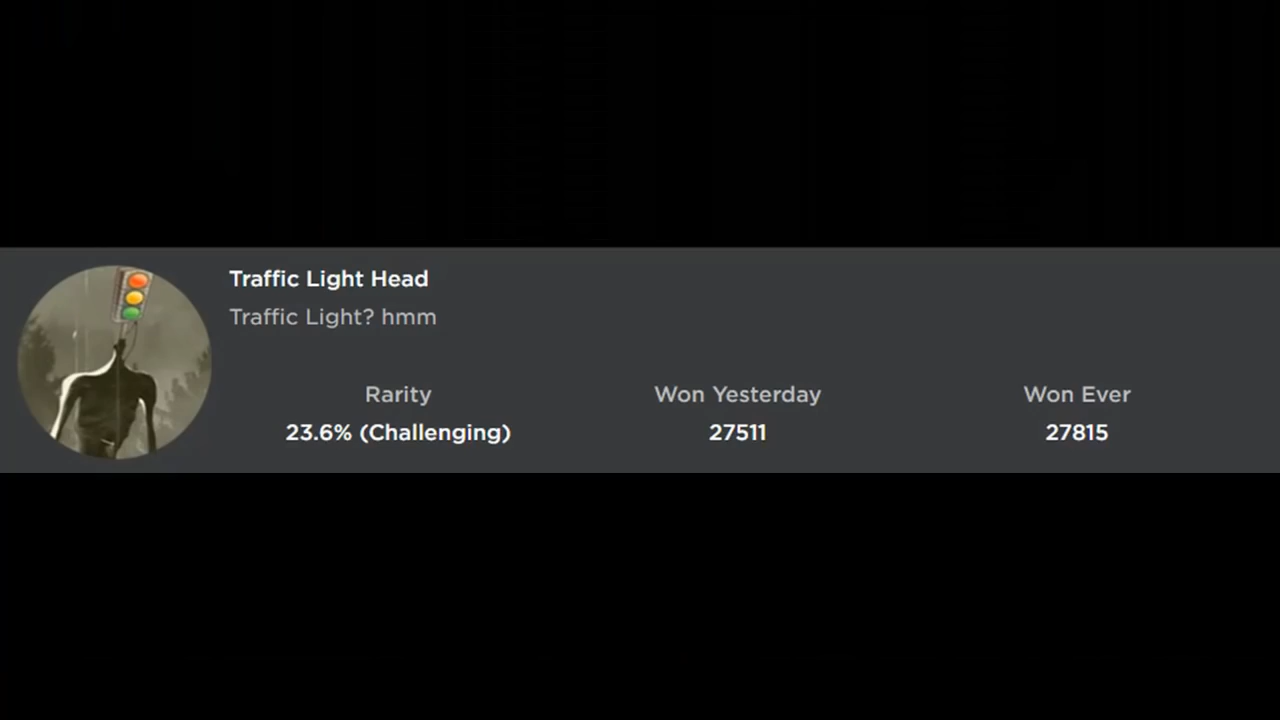 Traffic Light Head
Traffic Light? hmm
Rarity Won Yesterday Won Ever
23.6% (Challenging) 27511 27815